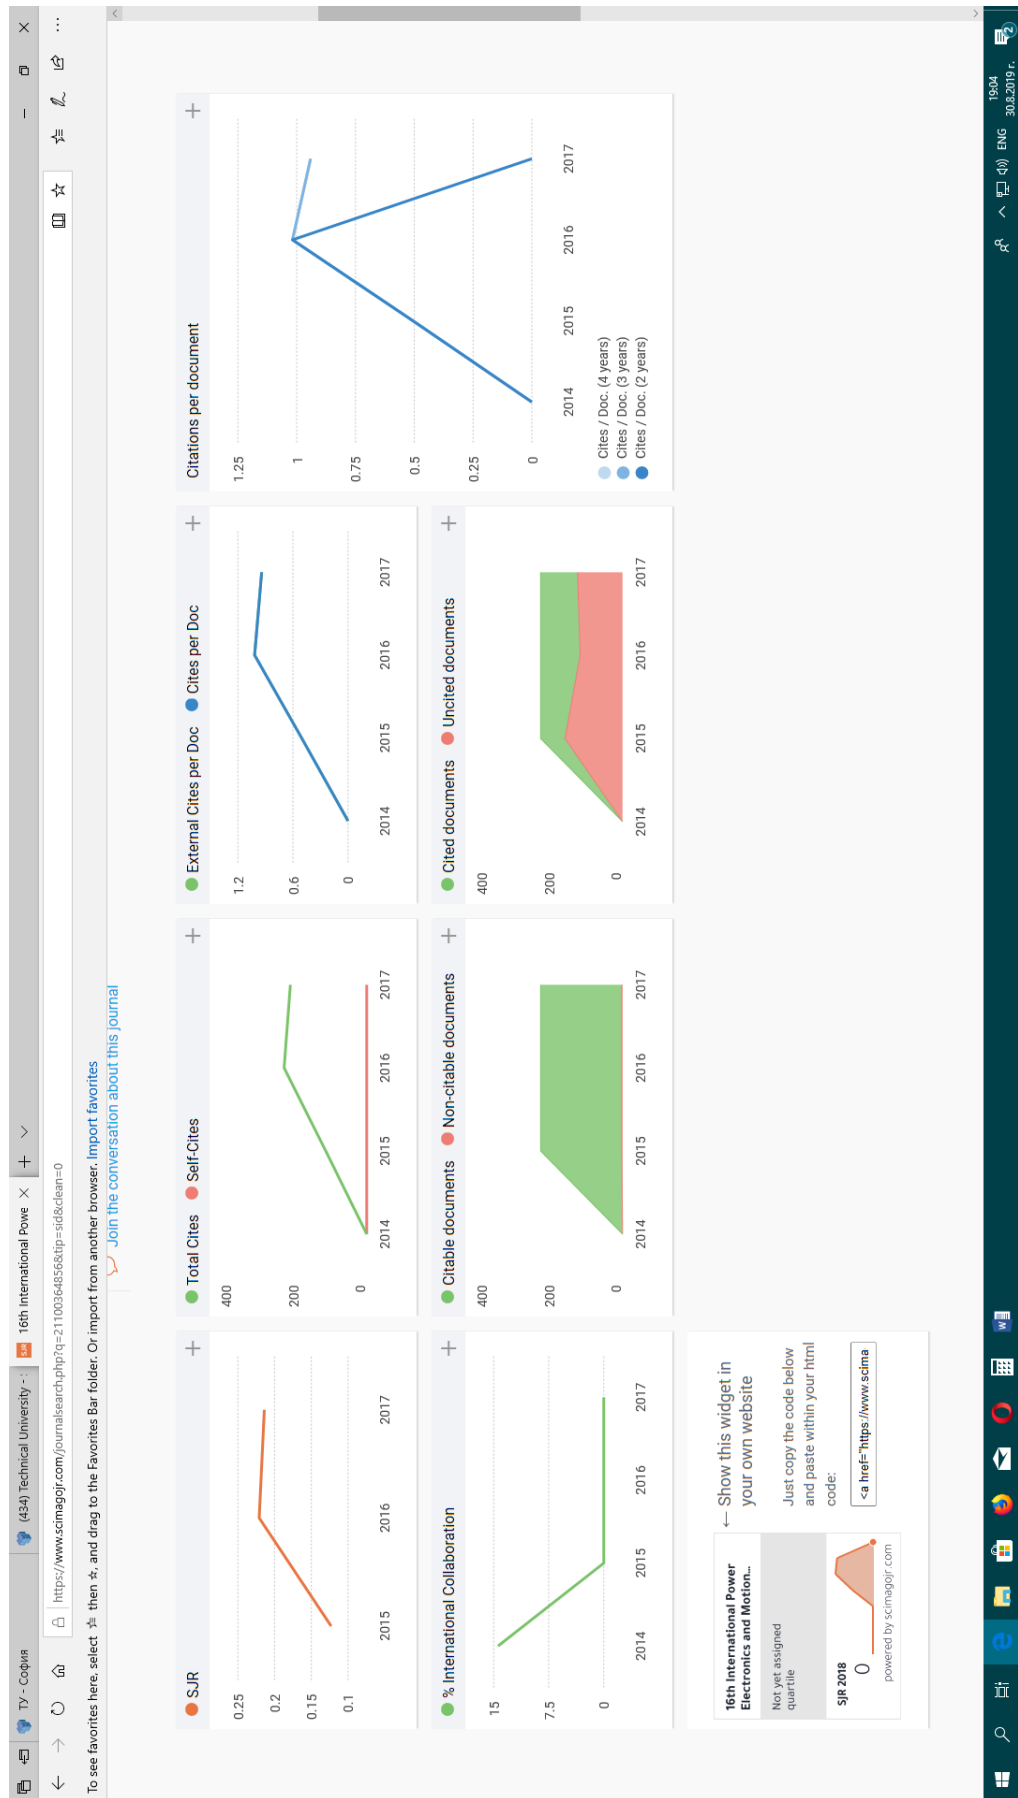 ТУ - София
(434) Technical University - :
SJR 16th International Powe
https://www.scimagojr.com/journalsearch.php?q=21100364856&tip=sid&clean=0
To see favorites here, select then ☆, and drag to the Favorites Bar folder. Or import from another browser. Import favorites
Join the conversation about this journal
SJR
0.25
0.2
0.15
0.1
2015
2016
2017
Total Cites
Self-Cites
400
200
0
2014
2015
2016
2017
External Cites per Doc
Cites per Doc
1.2
0.6
0
2014
2015
2016
2017
Citations per document
1.25
1
0.75
0.5
0.25
0
2014
2015
2016
2017
Cites / Doc. (4 years)
Cites / Doc. (3 years)
Cites / Doc. (2 years)
% International Collaboration
15
7.5
0
2014
2015
2016
2017
Citable documents
Non-citable documents
400
200
0
2014
2015
2016
2017
Cited documents
Uncited documents
400
200
0
2014
2015
2016
2017
16th International Power
Electronics and Motion...
Not yet assigned
quartile
SJR 2018
0
powered by scimagojr.com
← Show this widget in
your own website
Just copy the code below
and paste within your html
code:
<a href="https://www.scima
ENG
19:04
30.8.2019 г.
2